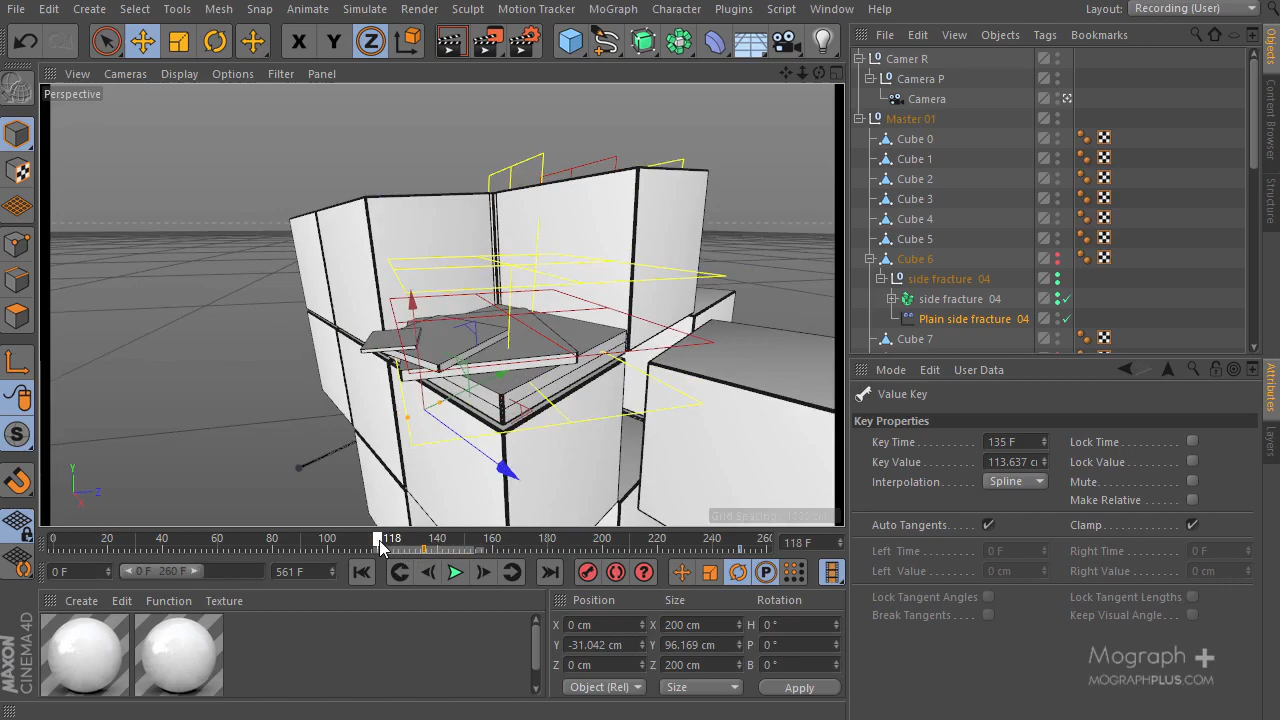 File Edit Create Select Tools Mesh Snap Animate Simulate Render Sculpt Motion Tracker MoGraph Character Plugins Script Window Help Layout: Recording (User)
X Y Z
View Cameras Display Options Filter Panel
Perspective
Y
Z
X
0 20 40 60 80 100 118 140 160 180 200 220 240 260 118 F
0 F 0 F 260 F 561 F
Create Edit Function Texture
MAXON
CINEMA 4D
Position Size Rotation
X 0 cm X 200 cm H 0 °
Y -31.042 cm Y 96.169 cm P 0 °
Z 0 cm Z 200 cm B 0 °
Object (Rel) Size Apply
File Edit View Objects Tags Bookmarks
Camer R
Camera P
Camera
Master 01
Cube 0
Cube 1
Cube 2
Cube 3
Cube 4
Cube 5
Cube 6
side fracture 04
side fracture 04
Plain side fracture 04
Cube 7
Objects
Content Browser
Structure
Mode Edit User Data
Value Key
Key Properties
Key Time 135 F Lock Time
Key Value 113.637 Lock Value
Interpolation Spline Mute
Make Relative
Auto Tangents Clamp
Left Time 0 F Right Time 0 F
Left Value 0 cm Right Value 0 cm
Lock Tangent Angles Lock Tangent Lengths
Break Tangents Keep Visual Angle
Attributes
Layers
Mograph +
MOGRAPHPLUS.COM